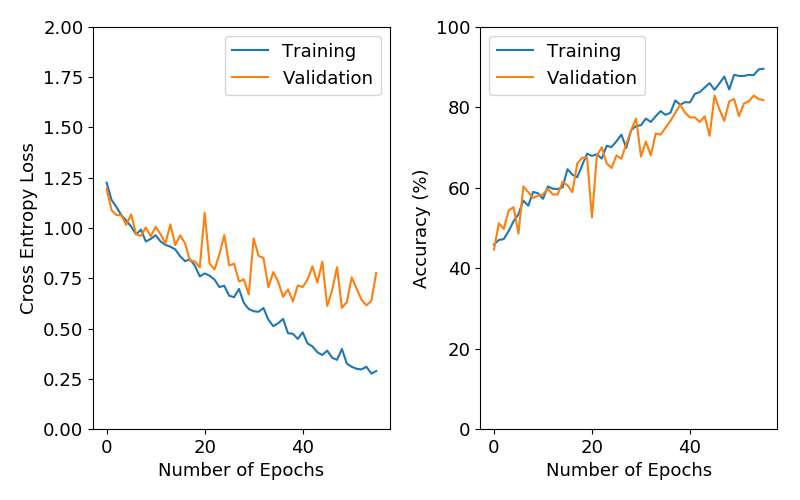 2.00
1.75
1.50
1.25
1.00
0.75
0.50
0.25
0.00
Cross Entropy Loss
0 20 40
Number of Epochs
Training
Validation
100
80
60
40
20
0
Accuracy (%)
0 20 40
Number of Epochs
Training
Validation